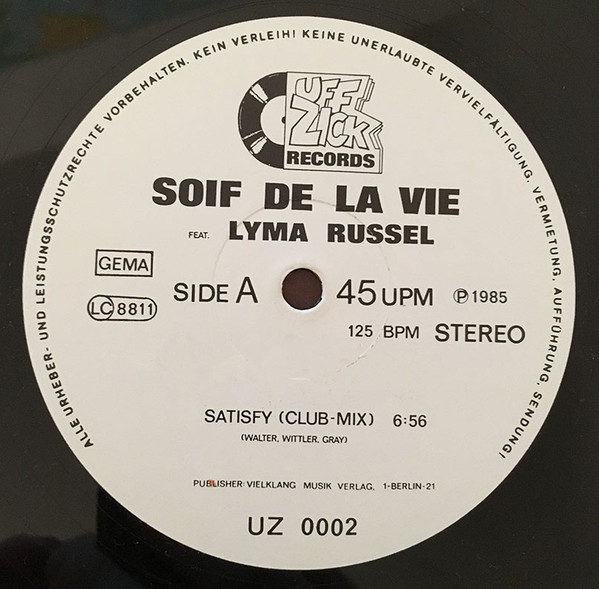 ALLE URHEBER- UND LEISTUNGSSCHUTZRECHTE VORBEHALTEN. KEIN VERLEIH! KEINE UNERLAUBTE VERVIELFÄLTIGUNG, VERMIETUNG, AUFFÜHRUNG, SENDUNG!
UFF
ZICK
RECORDS
SOIF DE LA VIE
FEAT. LYMA RUSSEL
GEMA
LC 8811
SIDE A 45 UPM ℗ 1985
125 BPM STEREO
SATISFY (CLUB-MIX) 6:56
(WALTER, WITTLER, GRAY)
PUBLISHER: VIELKLANG MUSIK VERLAG, 1-BERLIN-21
UZ 0002